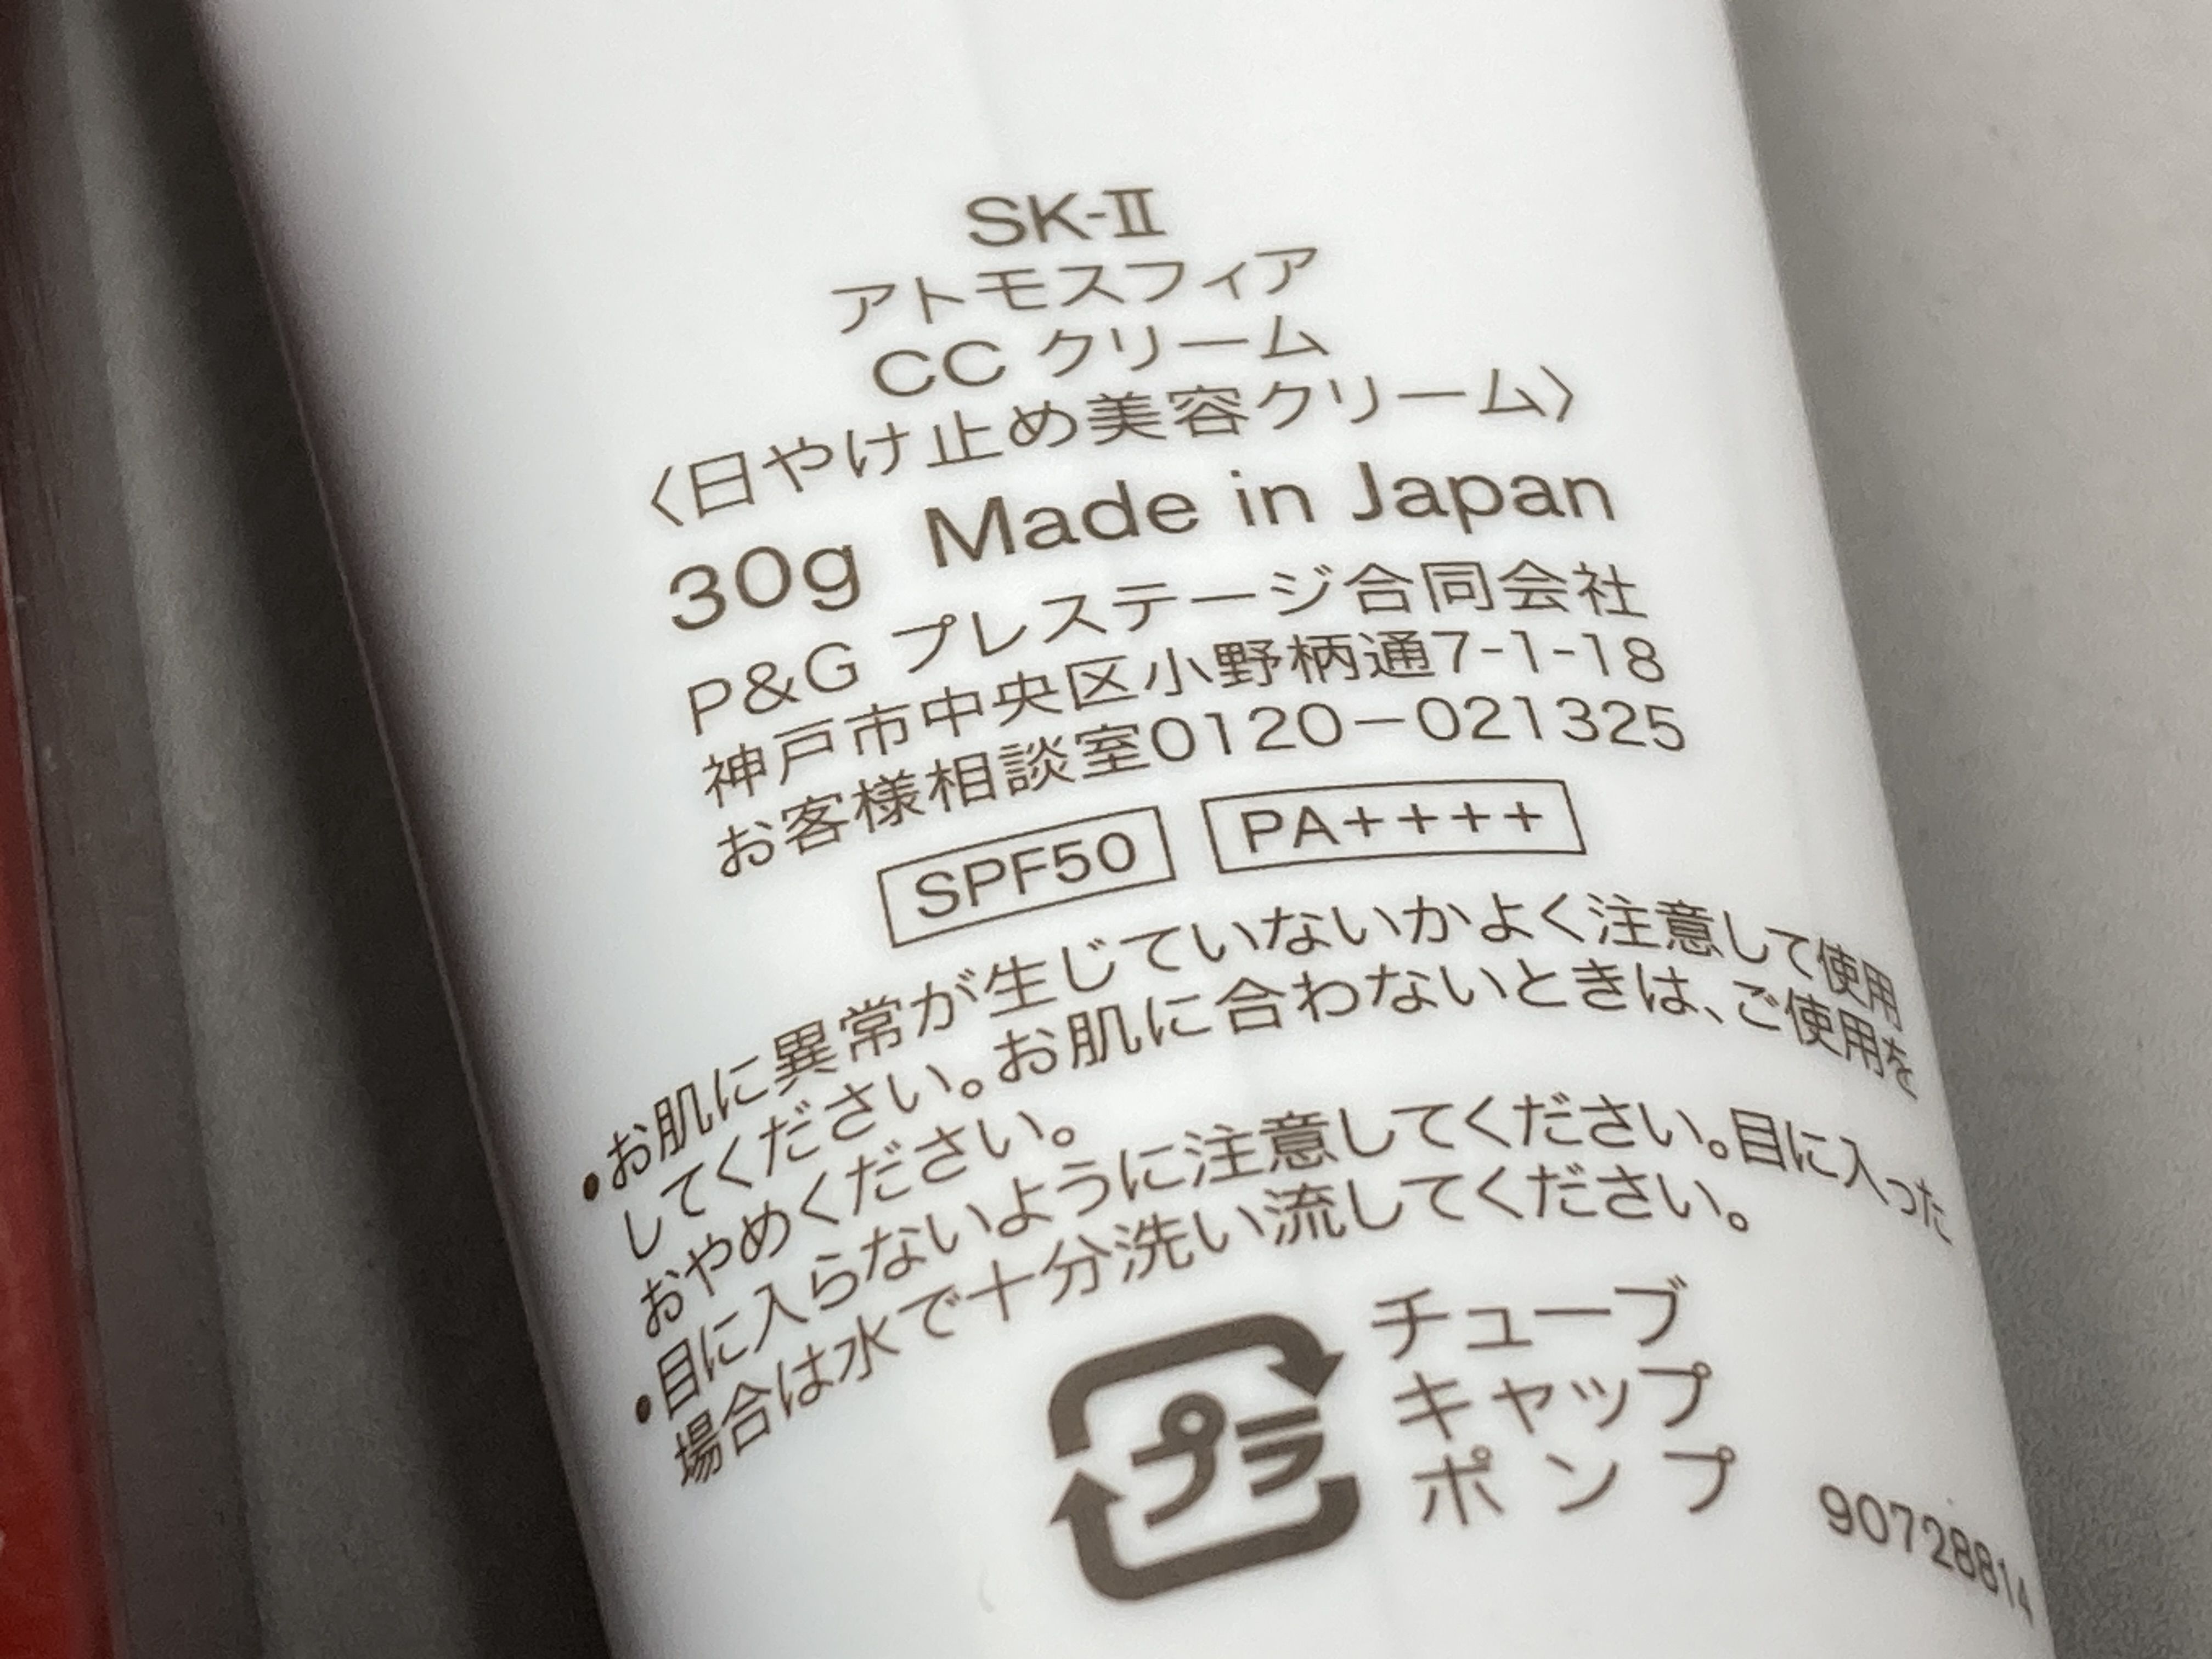 SK-Ⅱ
アトモスフィア
CC クリーム
〈日やけ止め美容クリーム〉
30g Made in Japan
P&G プレステージ合同会社
神戸市中央区小野柄通7-1-18
お客様相談室0120-021325
SPF50 PA++++
•お肌に異常が生じていないかよく注意して使用
してください。お肌に合わないときは、ご使用を
おやめください。
•目に入らないように注意してください。目に入った
場合は水で十分洗い流してください。
プラ
チューブ
キャップ
ポンプ
90728814